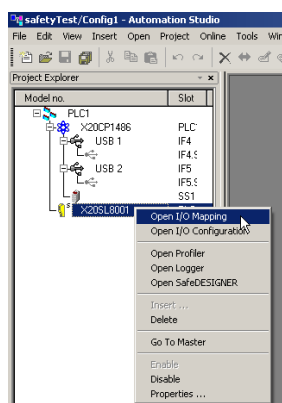 safetyTest/Config1 - Automation Studio
File Edit View Insert Open Project Online Tools Win
Project Explorer
Model no. Slot
PLC1
X20CP1486 PLC
USB 1 IF4
IF4.S
USB 2 IF5
IF5.S
SS1
X20SL8001
Open I/O Mapping
Open I/O Configuration
Open Profiler
Open Logger
Open SafeDESIGNER
Insert ...
Delete
Go To Master
Enable
Disable
Properties ...